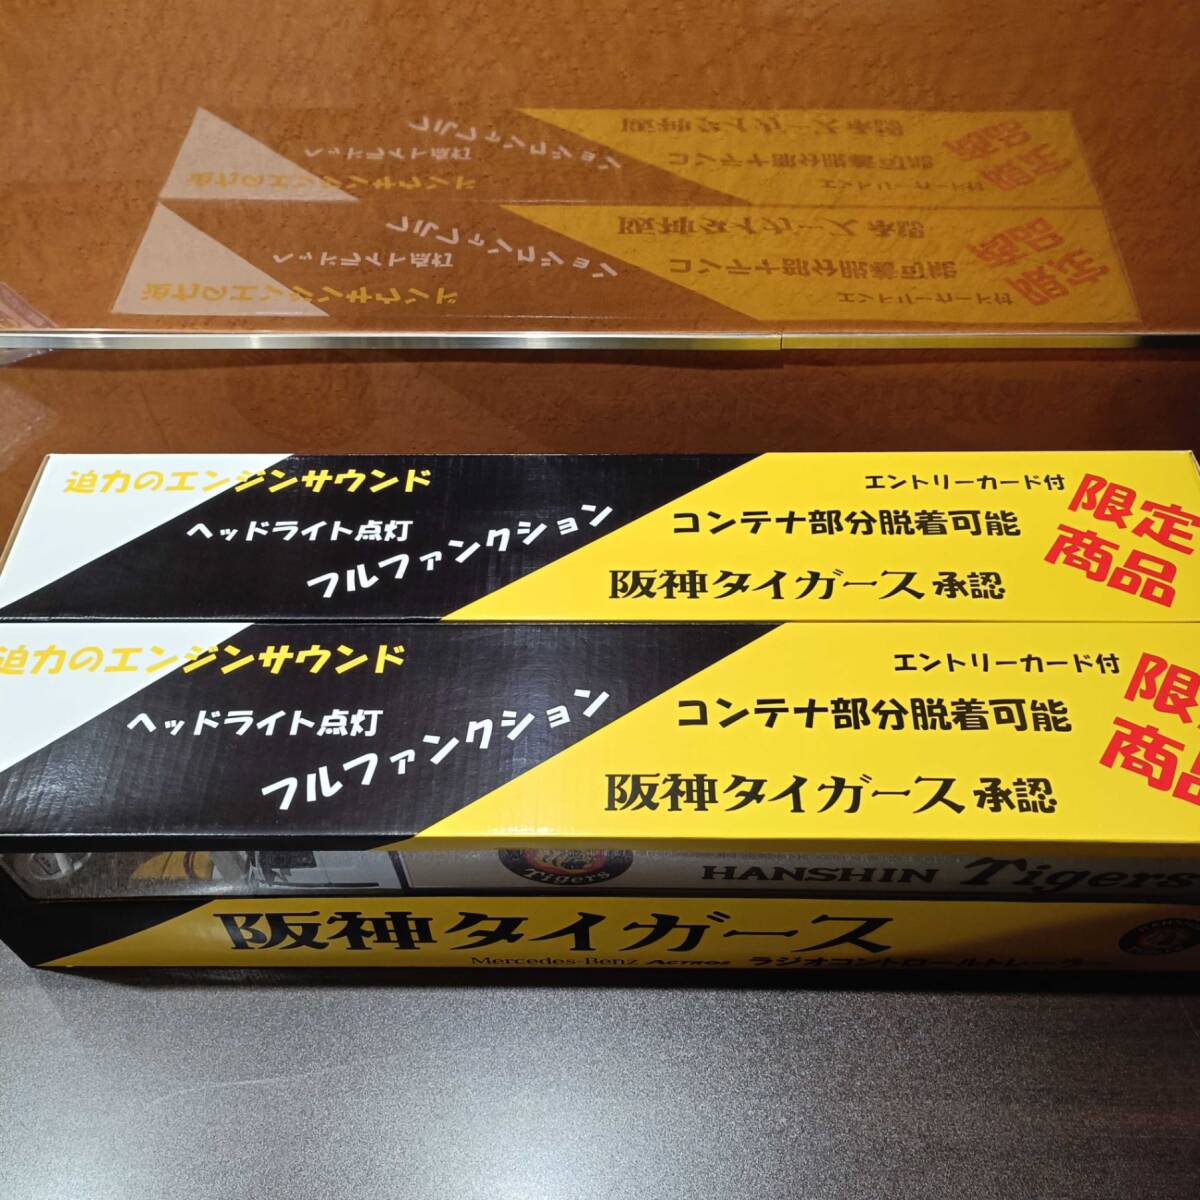 迫力のエンジンサウンド
ヘッドライト点灯
フルファンクション
エントリーカード付
コンテナ部分脱着可能
阪神タイガース承認
限定
商品
迫力のエンジンサウンド
ヘッドライト点灯
フルファンクション
エントリーカード付
コンテナ部分脱着可能
阪神タイガース承認
限
商品
Tigers
HANSHIN Tigers
阪神タイガース
Mercedes-Benz ACTROS ラジオコントロールトレーラー